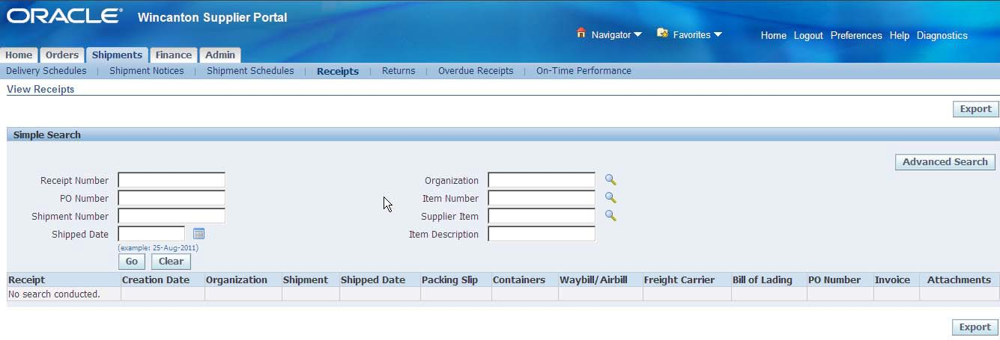 ORACLE® Wincanton Supplier Portal
Navigator Favorites Home Logout Preferences Help Diagnostics
Home Orders Shipments Finance Admin
Delivery Schedules | Shipment Notices | Shipment Schedules | Receipts | Returns | Overdue Receipts | On-Time Performance
View Receipts
Export
Simple Search
Advanced Search
Receipt Number Organization
PO Number Item Number
Shipment Number Supplier Item
Shipped Date Item Description
(example: 25-Aug-2011)
Go Clear
Receipt Creation Date Organization Shipment Shipped Date Packing Slip Containers Waybill/Airbill Freight Carrier Bill of Lading PO Number Invoice Attachments
No search conducted.
Export